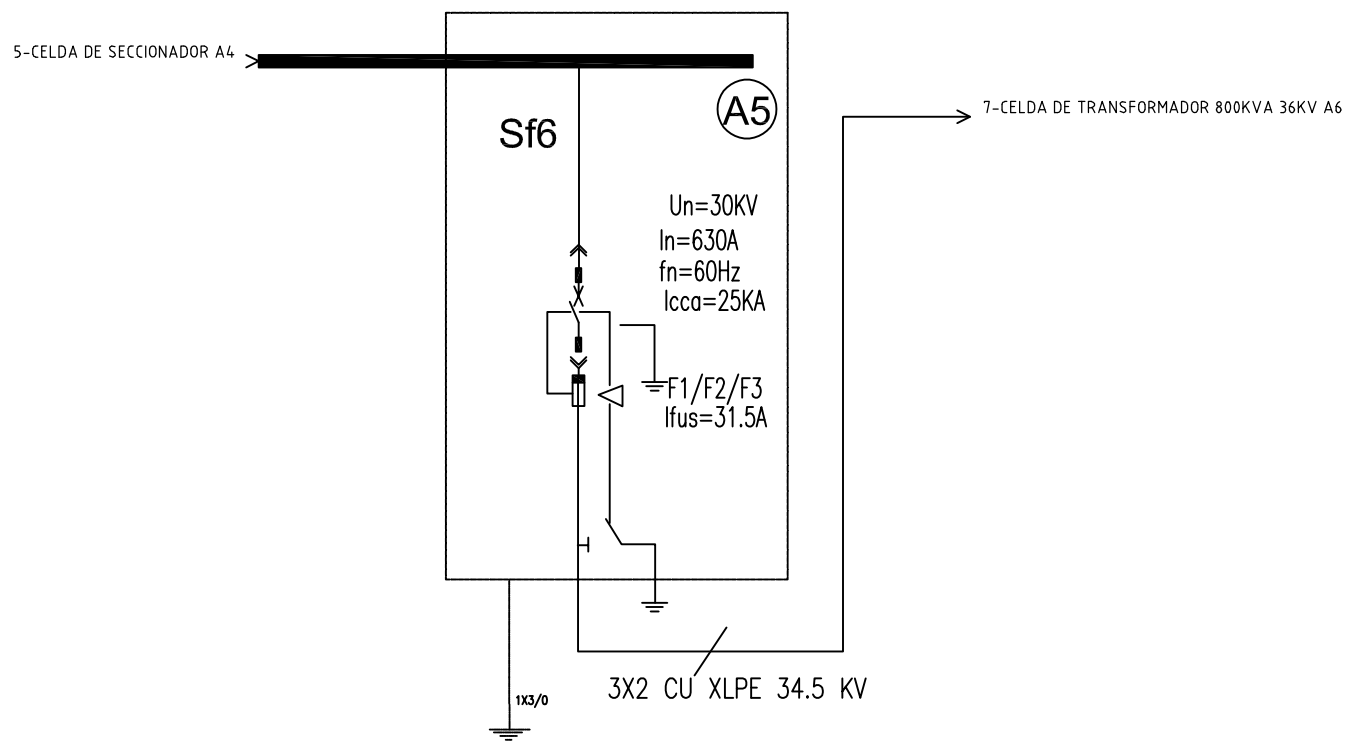 5-CELDA DE SECCIONADOR A4
A5
7-CELDA DE TRANSFORMADOR 800KVA 36KV A6
Sf6
Un=30KV
In=630A
fn=60Hz
Icca=25KA
F1/F2/F3
Ifus=31.5A
3X2 CU XLPE 34.5 KV
1X3/0